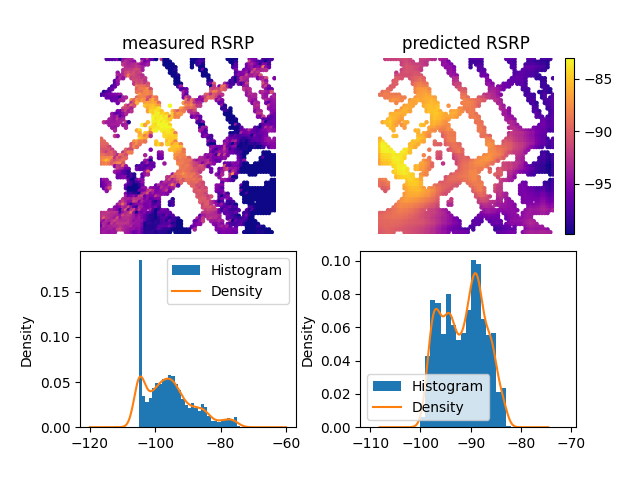 measured RSRP
predicted RSRP
−85
−90
−95
Density
0.15
0.10
0.05
0.00
−120
−100
−80
−60
Histogram
Density
Density
0.10
0.08
0.06
0.04
0.02
0.00
−110
−100
−90
−80
−70
Histogram
Density